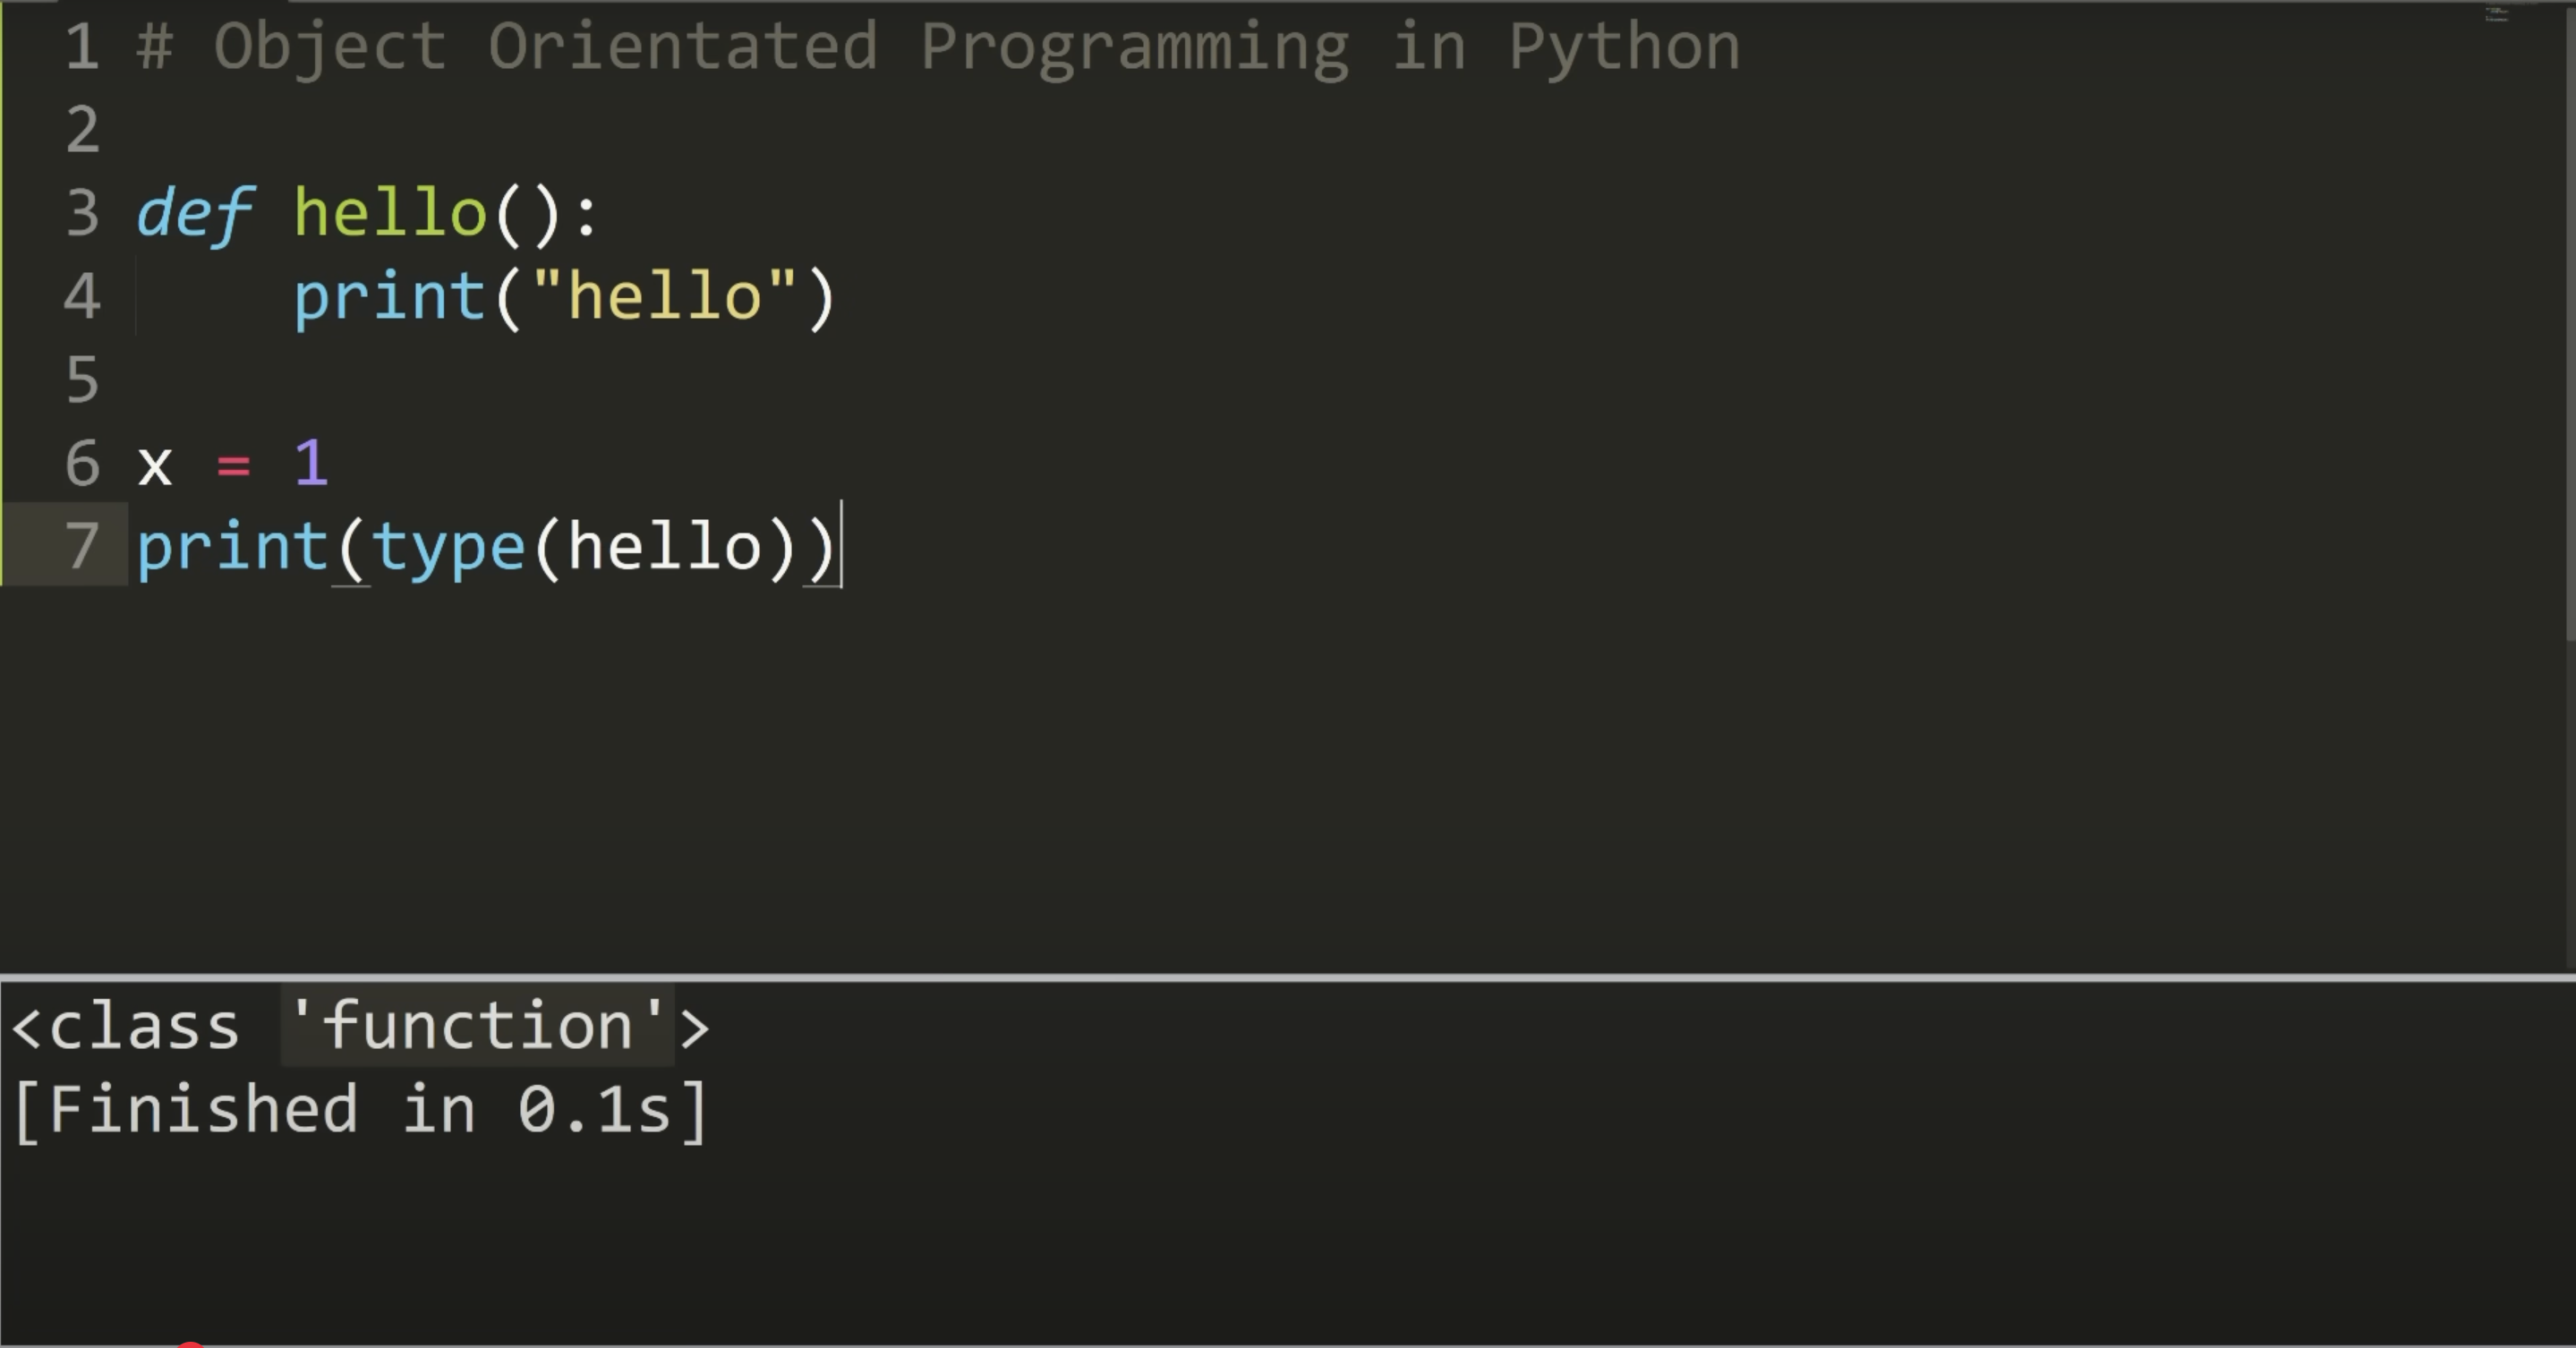 1 # Object Orientated Programming in Python
2
3 def hello():
4     print("hello")
5
6 x = 1
7 print(type(hello))
<class 'function'>
[Finished in 0.1s]